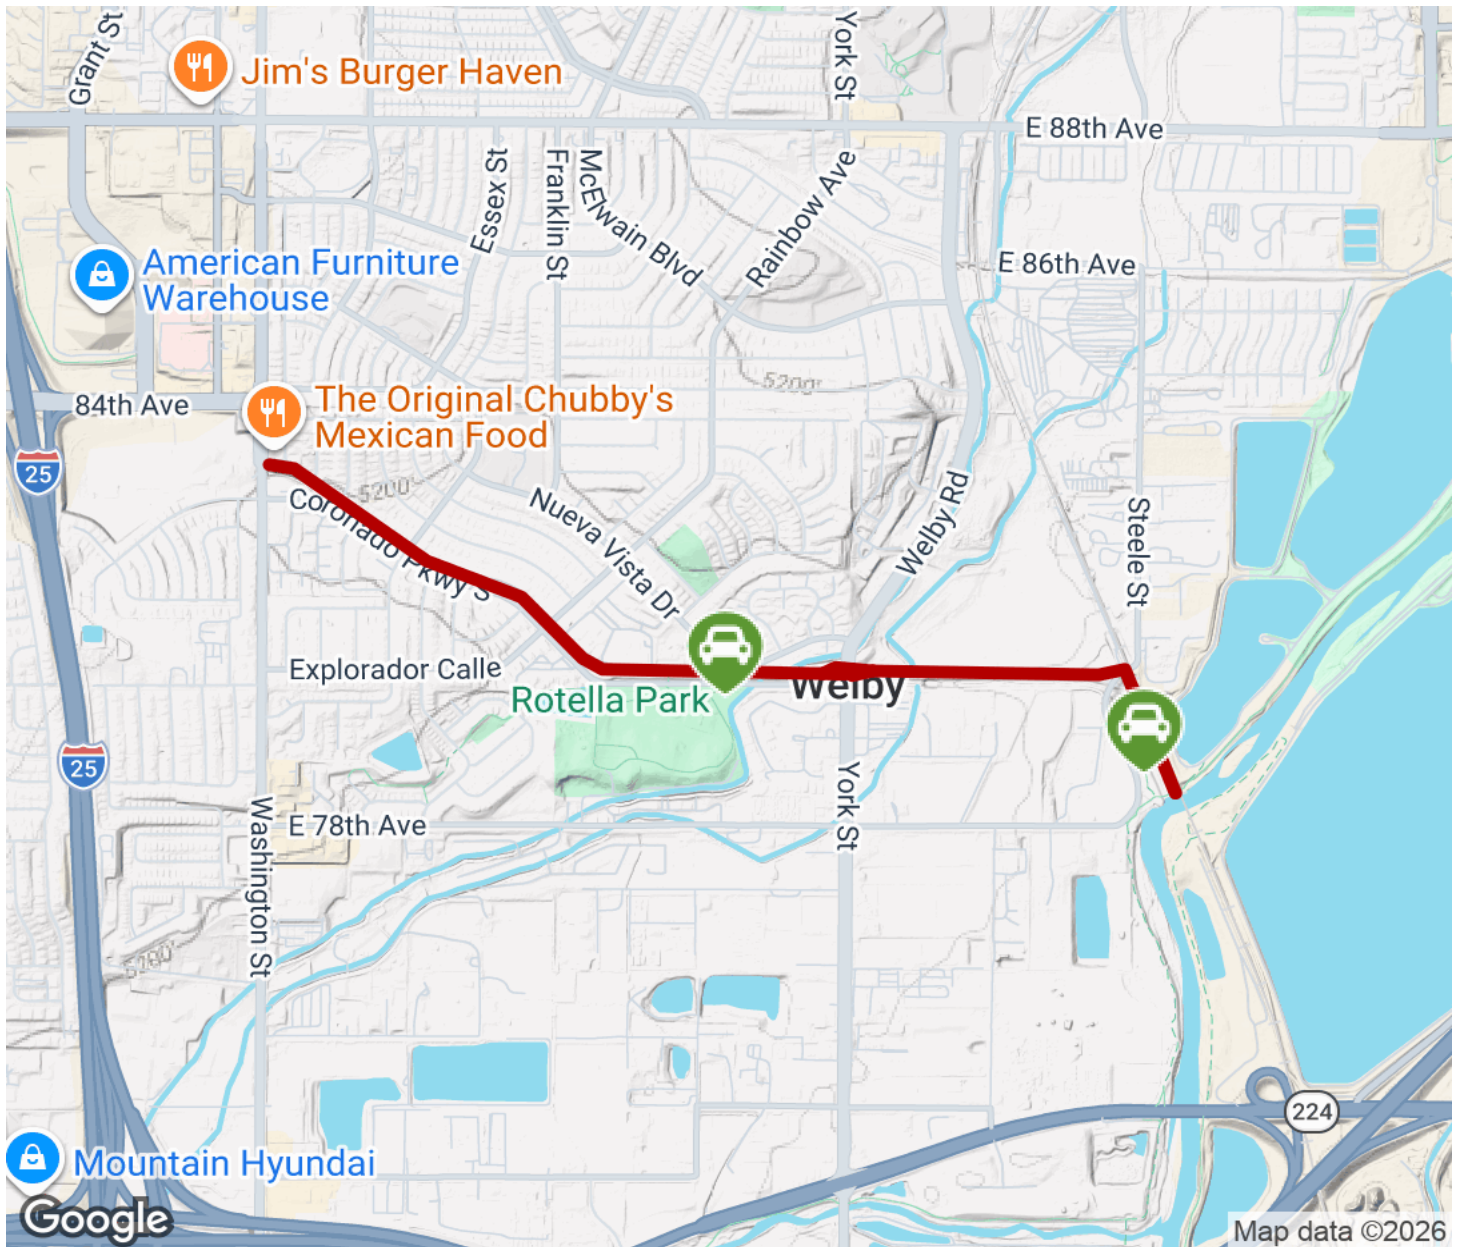 Grant St
York St
Jim's Burger Haven
E 88th Ave
Essex St
Franklin St
McElwain Blvd
Rainbow Ave
American Furniture
Warehouse
E 86th Ave
5200'
84th Ave
The Original Chubby's
Mexican Food
25
5200'
Coronado Pkwy S
Nueva Vista Dr
Welby Rd
Steele St
Explorador Calle
Rotella Park
Welby
25
Washington St
E 78th Ave
York St
5200'
224
Mountain Hyundai
Google
Map data ©2026